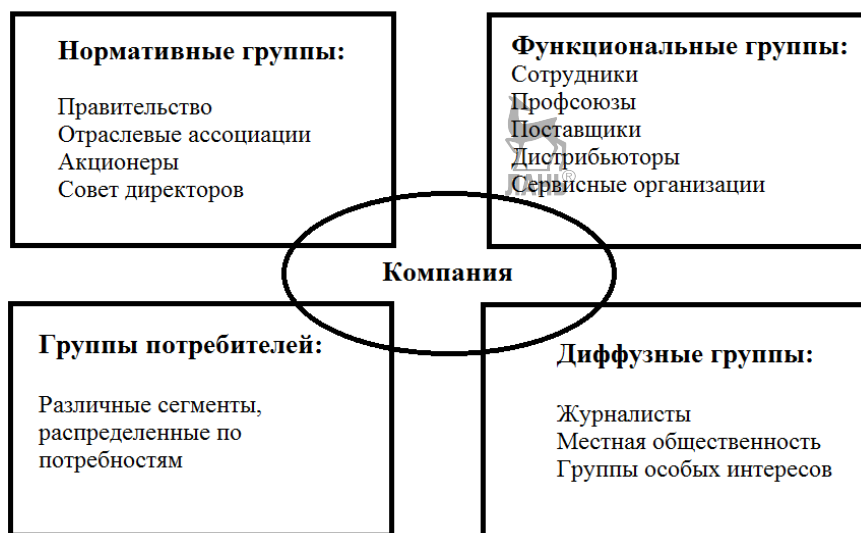 Нормативные группы:
Правительство
Отраслевые ассоциации
Акционеры
Совет директоров
Функциональные группы:
Сотрудники
Профсоюзы
Поставщики
Дистрибьюторы
Сервисные организации
ЛАНЬ®
Компания
Группы потребителей:
Различные сегменты,
распределенные по
потребностям
Диффузные группы:
Журналисты
Местная общественность
Группы особых интересов